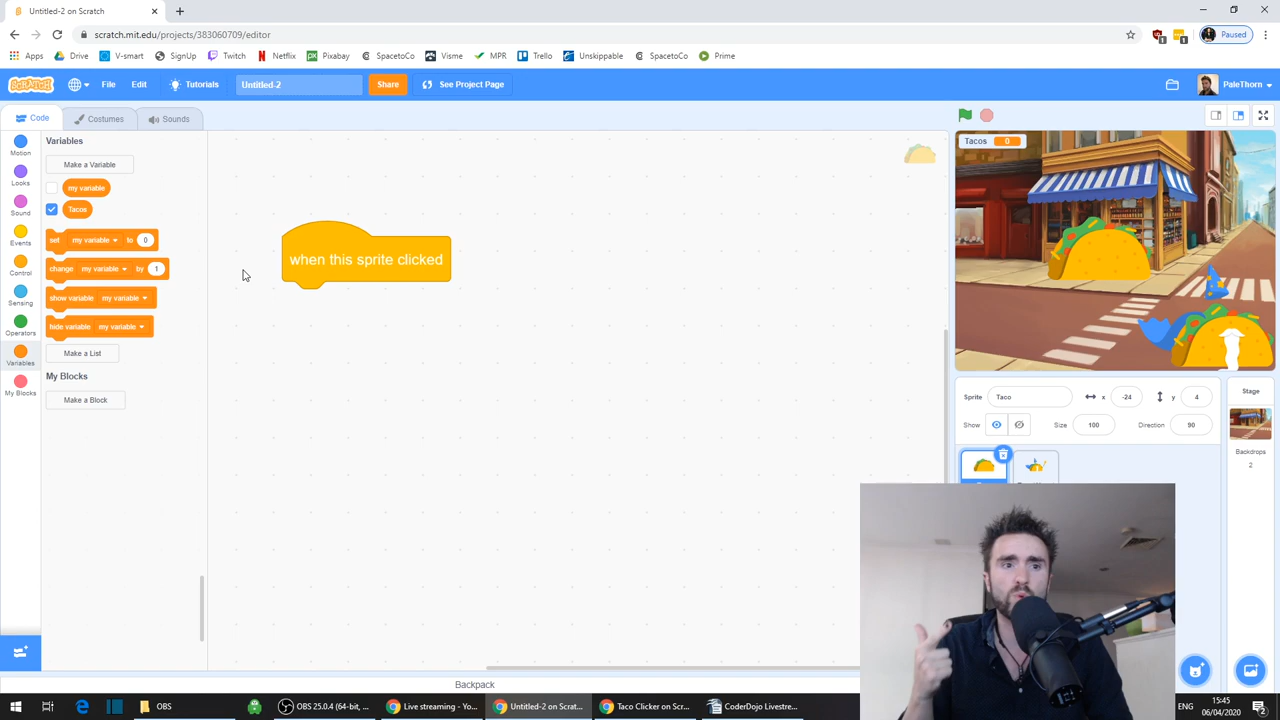 Untitled-2 on Scratch
scratch.mit.edu/projects/383060709/editor
Paused
Apps Drive V-smart SignUp Twitch Netflix Pixabay SpacetoCo Visme MPR Trello Unskippable SpacetoCo Prime
SCRATCH File Edit Tutorials Untitled-2 Share See Project Page PaleThorn
Code Costumes Sounds
Motion
Looks
Sound
Events
Control
Sensing
Operators
Variables
My Blocks
Variables
Make a Variable
my variable
Tacos
set my variable to 0
change my variable by 1
show variable my variable
hide variable my variable
Make a List
My Blocks
Make a Block
when this sprite clicked
Tacos 0
Sprite Taco x -24 y 4
Show Size 100 Direction 90
Stage
Backdrops
2
Backpack
OBS
OBS 25.0.4 (64-bit, ...
Live streaming - Yo...
Untitled-2 on Scrat...
Taco Clicker on Scr...
CoderDojo Livestre...
ENG
15:45
06/04/2020
2